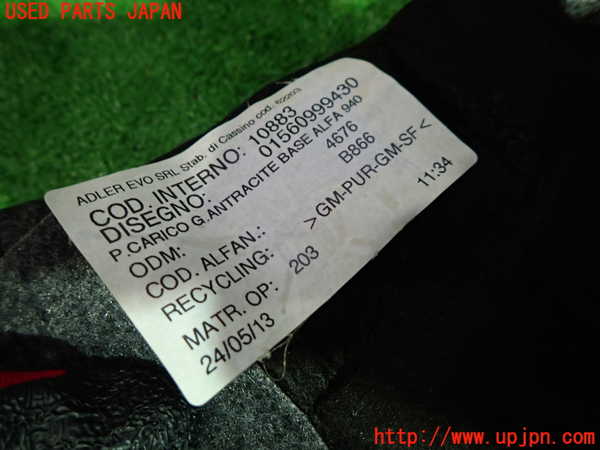 USED PARTS JAPAN
ADLER EVO SRL Stab. di Cassino cod. 62263
COD. INTERNO: 10883
DISEGNO: 01560999430
P.CARICO G.ANTRACITE BASE ALFA 940
ODM: 4676
COD. ALFAN.: B866
RECYCLING: >GM-PUR-GM-SF<
MATR. OP: 203 11:34
24/05/13
http://www.upjpn.com/